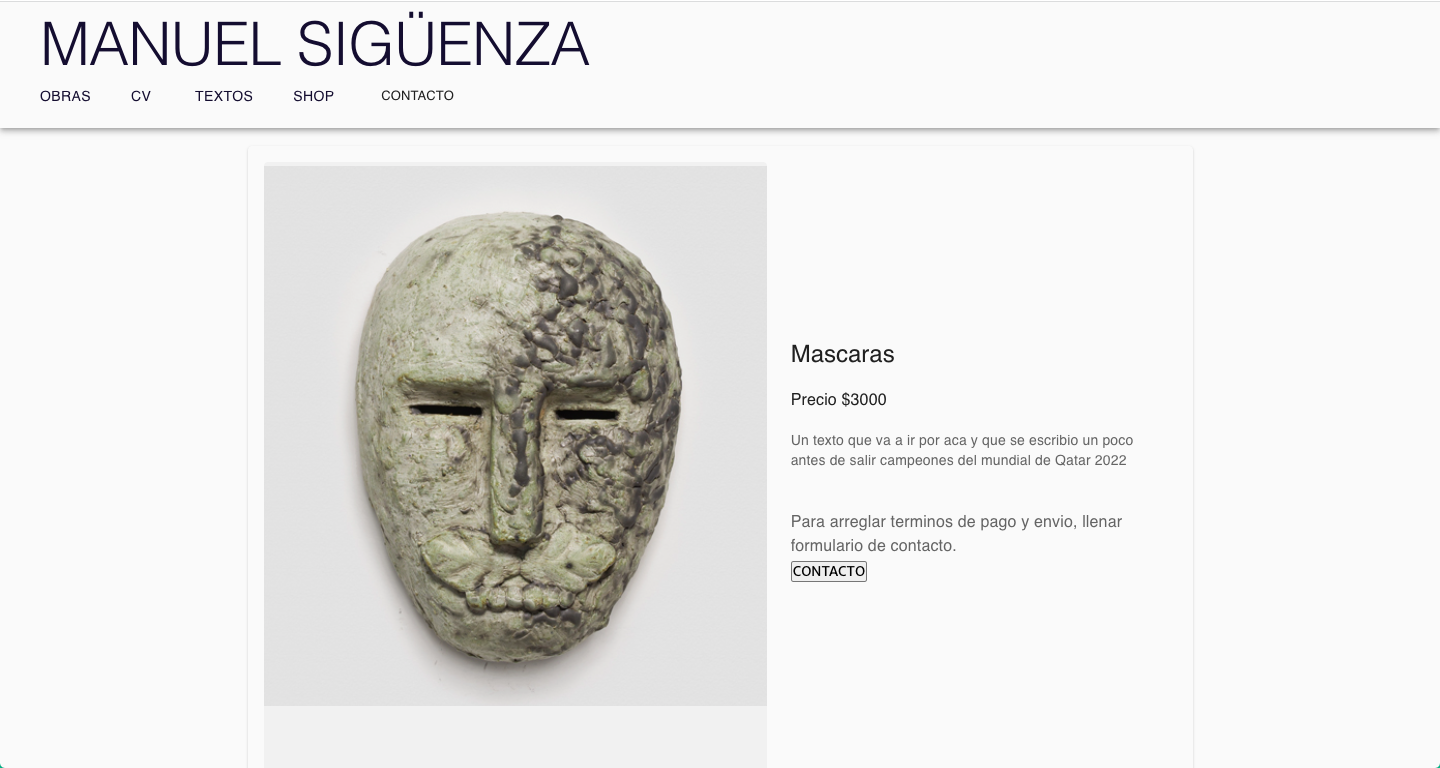 MANUEL SIGÜENZA
OBRAS CV TEXTOS SHOP CONTACTO
Mascaras
Precio $3000
Un texto que va a ir por aca y que se escribio un poco
antes de salir campeones del mundial de Qatar 2022
Para arreglar terminos de pago y envio, llenar
formulario de contacto.
CONTACTO